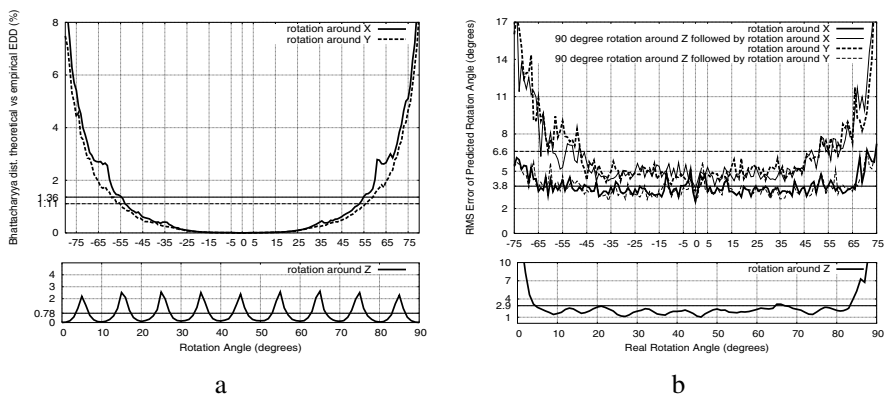 Bhattacharyya dist. theoretical vs empirical EDD (%)
8
6
4
2
1.36
1.11
0
rotation around X
rotation around Y
-75 -65 -55 -45 -35 -25 -15 -5 0 5 15 25 35 45 55 65 75
4
3
2
0.78
0
rotation around Z
0 10 20 30 40 50 60 70 80 90
Rotation Angle (degrees)
a
RMS Error of Predicted Rotation Angle (degrees)
17
14
11
9
6.6
5
3.8
3
0
rotation around X
90 degree rotation around Z followed by rotation around X
rotation around Y
90 degree rotation around Z followed by rotation around Y
-75 -65 -55 -45 -35 -25 -15 -5 0 5 15 25 35 45 55 65 75
10
7
4
2.9
1
rotation around Z
0 10 20 30 40 50 60 70 80 90
Real Rotation Angle (degrees)
b